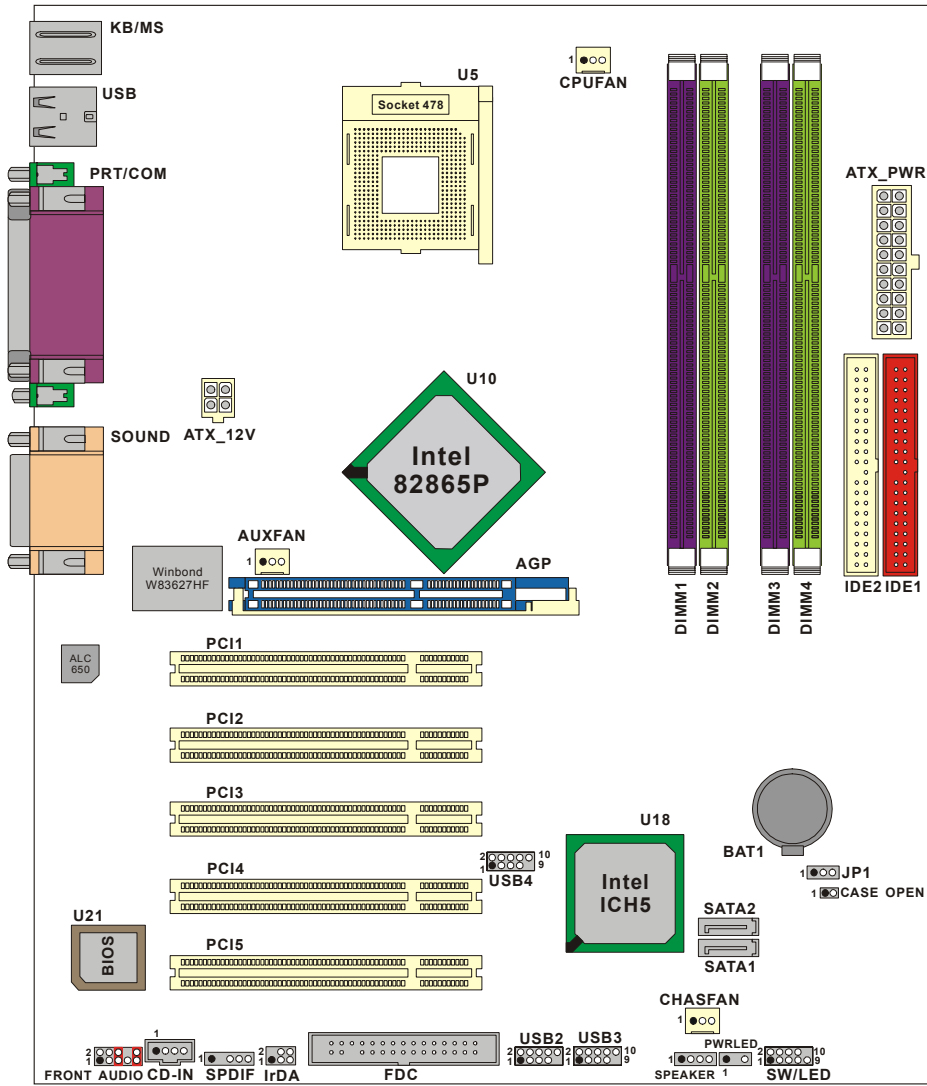 KB/MS
USB
U5
Socket 478
1
CPUFAN
PRT/COM
ATX_PWR
U10
ATX_12V
SOUND
Intel
82865P
AUXFAN
1
AGP
Winbond
W83627HF
DIMM1
DIMM2
DIMM3
DIMM4
IDE2
IDE1
ALC
650
PCI1
PCI2
PCI3
U18
BAT1
2 10
1 9
USB4
PCI4
1 JP1
1 CASE OPEN
Intel
ICH5
U21
BIOS
SATA2
SATA1
PCI5
CHASFAN
1
2
1
FRONT AUDIO
1
CD-IN
1
SPDIF
2
1
IrDA
FDC
USB2
2 10
1 9
USB3
2 10
1 9
1
SPEAKER
PWRLED
1
2 10
1 9
SW/LED